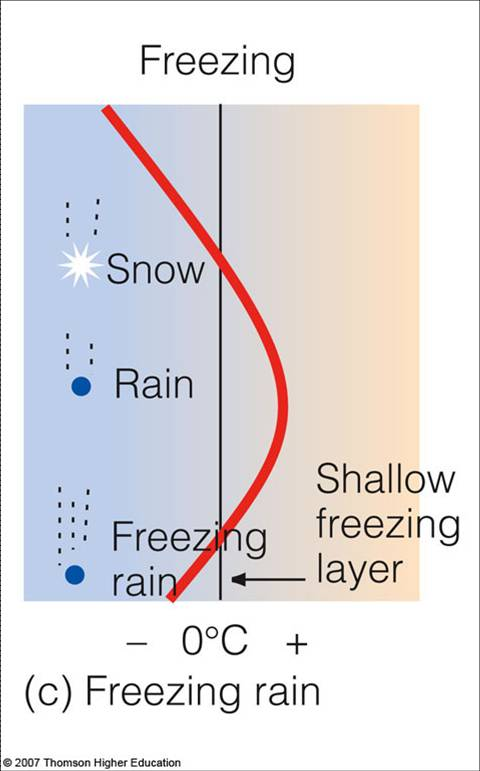 Freezing
Snow
Rain
Shallow
freezing
layer
Freezing
rain
– 0°C +
(c) Freezing rain
© 2007 Thomson Higher Education